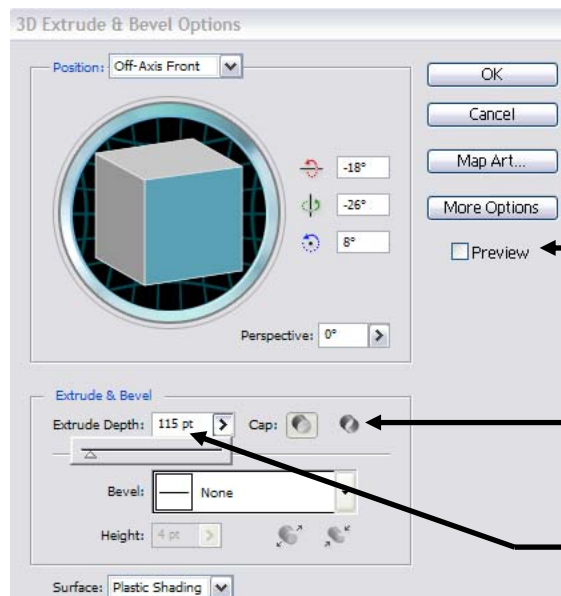 3D Extrude & Bevel Options
Position: Off-Axis Front
OK
Cancel
-18°
Map Art...
-26°
More Options
8°
Preview
Perspective: 0°
Extrude & Bevel
Extrude Depth: 115 pt Cap:
Bevel: None
Height: 4 pt
Surface: Plastic Shading